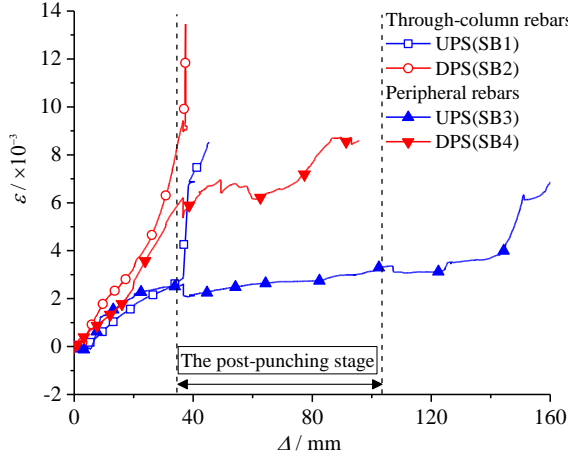 14
12
10
8
6
4
2
0
-2
ε / ×10⁻³
Through-column rebars
UPS(SB1)
DPS(SB2)
Peripheral rebars
UPS(SB3)
DPS(SB4)
The post-punching stage
0 40 80 120 160
Δ / mm